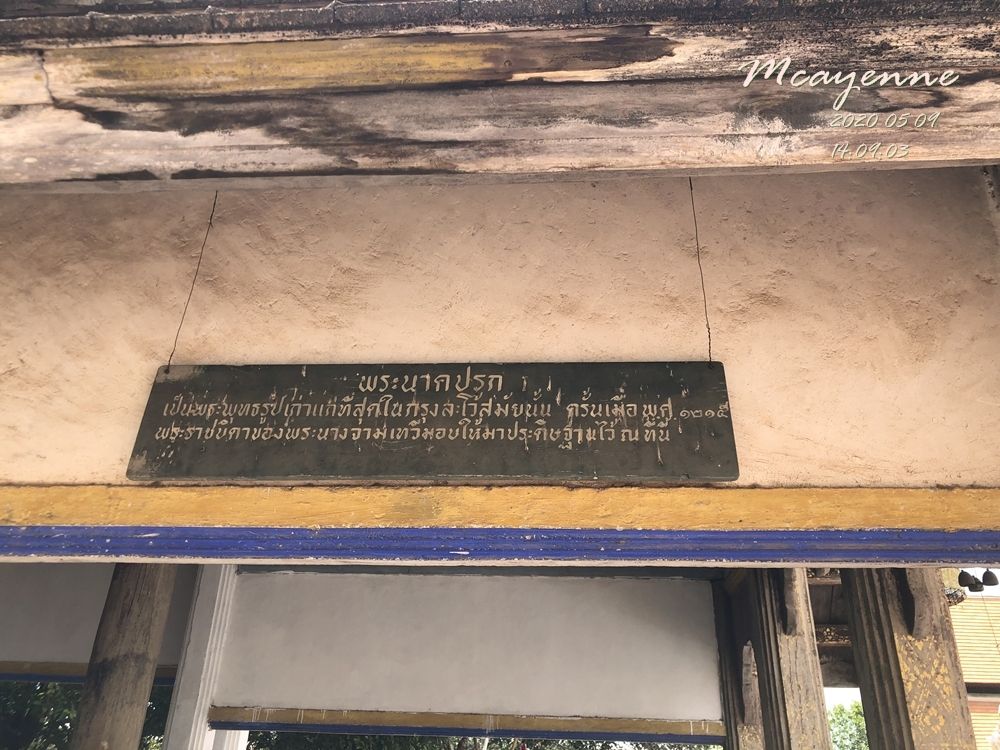 Mcayenne
2020 05 09
14.09.03
พระนาคปรก
เป็นพระพุทธรูปเก่าแก่ที่สุดในกรุงละโว้สมัยนั้น ครั้นเมื่อ พ.ศ. ๑๒๑๕
พระราชบิดาของพระนางจามเทวีมอบให้มาประดิษฐานไว้ ณ ที่นี้